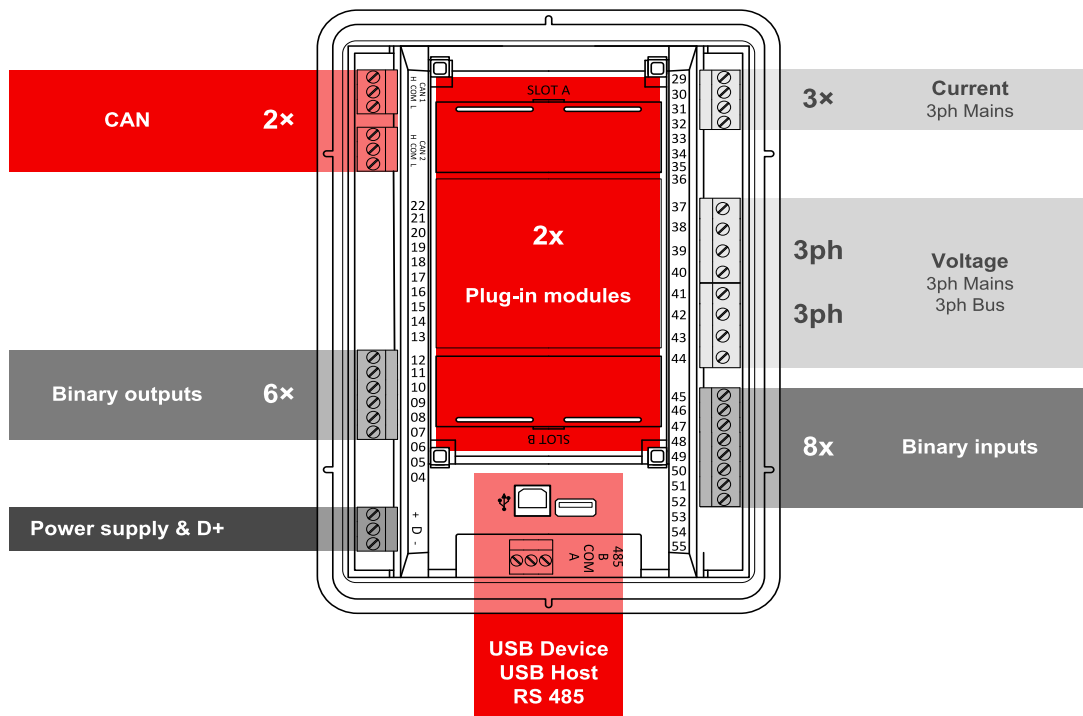 CAN 2×
CAN 1
H COM L
CAN 2
H COM L
22
21
20
19
18
17
16
15
14
13
12
11
10
09
08
07
06
05
04
+
D
-
Binary outputs 6×
Power supply & D+
SLOT A
2x
Plug-in modules
SLOT B
485
B
COM
A
USB Device
USB Host
RS 485
29
30
31
32
33
34
35
36
37
38
39
40
41
42
43
44
45
46
47
48
49
50
51
52
53
54
55
3× Current
3ph Mains
3ph
3ph
Voltage
3ph Mains
3ph Bus
8x Binary inputs